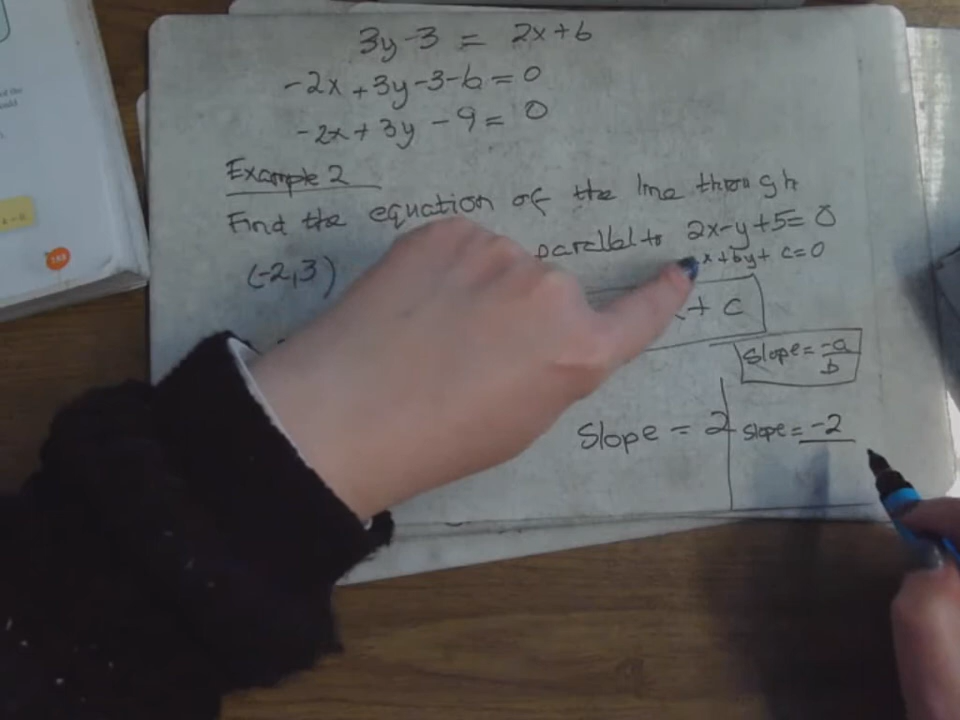 3y-3 = 2x+6
-2x+3y-3-6=0
-2x+3y-9=0
Example 2
Find the equation of the line through
(-2,3) parallel to 2x-y+5=0
x+by+c=0
+ c
Slope = -a/b
Slope = 2
Slope = -2